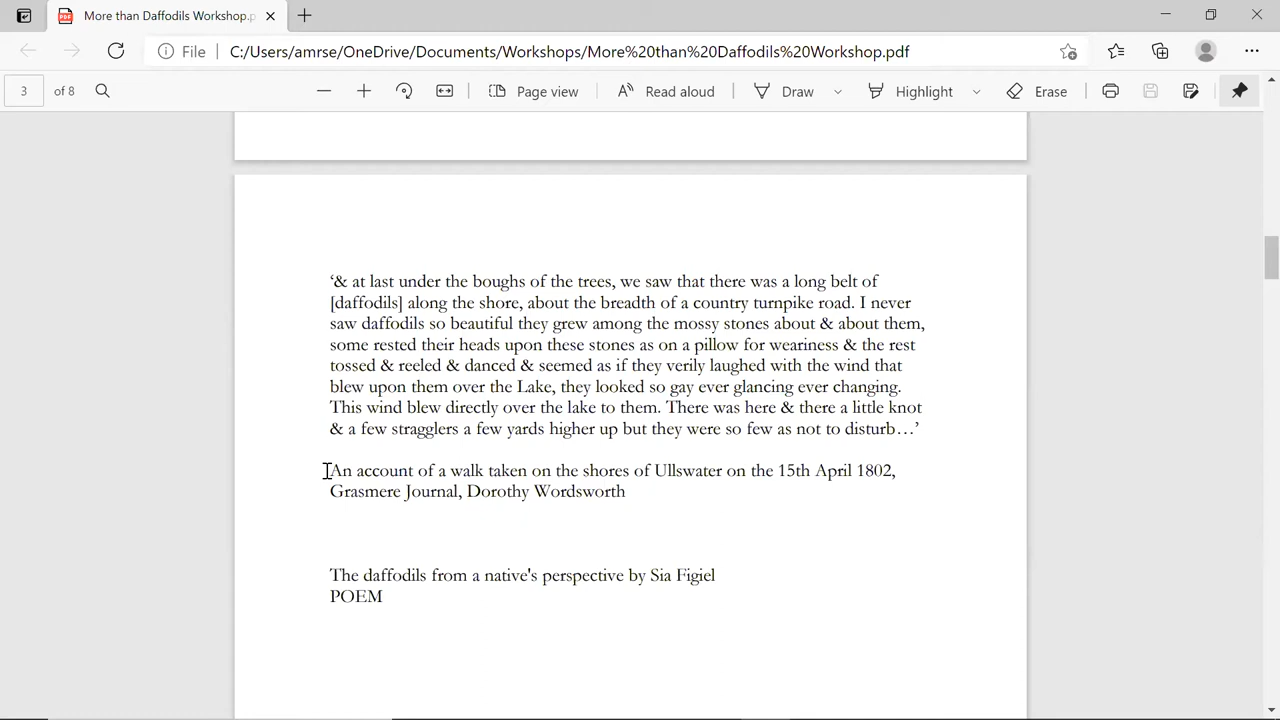 More than Daffodils Workshop.p
File C:/Users/amrse/OneDrive/Documents/Workshops/More%20than%20Daffodils%20Workshop.pdf
3 of 8 Page view Read aloud Draw Highlight Erase
‘& at last under the boughs of the trees, we saw that there was a long belt of
[daffodils] along the shore, about the breadth of a country turnpike road. I never
saw daffodils so beautiful they grew among the mossy stones about & about them,
some rested their heads upon these stones as on a pillow for weariness & the rest
tossed & reeled & danced & seemed as if they verily laughed with the wind that
blew upon them over the Lake, they looked so gay ever glancing ever changing.
This wind blew directly over the lake to them. There was here & there a little knot
& a few stragglers a few yards higher up but they were so few as not to disturb…’
An account of a walk taken on the shores of Ullswater on the 15th April 1802,
Grasmere Journal, Dorothy Wordsworth
The daffodils from a native's perspective by Sia Figiel
POEM